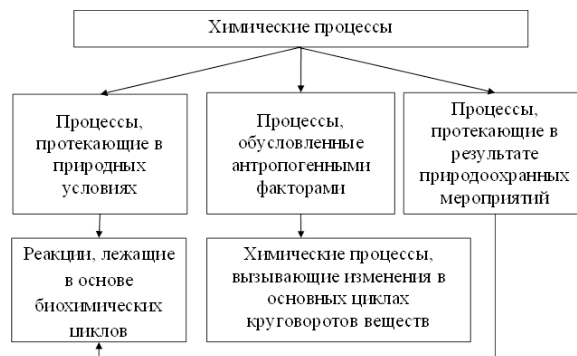 Химические процессы
Процессы,
протекающие в
природных
условиях
Процессы,
обусловленные
антропогенными
факторами
Процессы,
протекающие в
результате
природоохранных
мероприятий
Реакции, лежащие
в основе
биохимических
циклов
Химические процессы,
вызывающие изменения в
основных циклах
круговоротов веществ